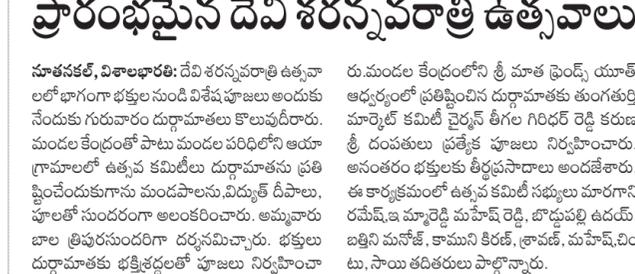 ప్రారంభమైన దేవి శరన్నవరాత్రి ఉత్సవాలు
నూతనకల్, విశాలభారతి: దేవి శరన్నవరాత్రి ఉత్సవా
లలో భాగంగా భక్తుల నుండి విశేష పూజలు అందుకు
నేందుకు గురువారం దుర్గామాతలు కొలువుదీరారు.
మండల కేంద్రంతో పాటు మండల పరిధిలోని ఆయా
గ్రామాలలో ఉత్సవ కమిటీలు దుర్గామాతను ప్రతి
ష్టించేందుకుగాను మండపాలను,విద్యుత్ దీపాలు,
పూలతో సుందరంగా అలంకరించారు. అమ్మవారు
బాల త్రిపురసుందరిగా దర్శనమిచ్చారు. భక్తులు
దుర్గామాతకు భక్తిశ్రద్ధలతో పూజలు నిర్వహించా
రు.మండల కేంద్రంలోని శ్రీ మాత ఫ్రెండ్స్ యూత్
ఆధ్వర్యంలో ప్రతిష్టించిన దుర్గామాతకు తుంగతుర్తి
మార్కెట్ కమిటీ చైర్మన్ తీగల గిరిధర్ రెడ్డి కరుణ
శ్రీ దంపతులు ప్రత్యేక పూజలు నిర్వహించారు.
అనంతరం భక్తులకు తీర్థప్రసాదాలు అందజేశారు.
ఈ కార్యక్రమంలో ఉత్సవ కమిటీ సభ్యులు మారగాని
రమేష్,ఇమ్మారెడ్డి మహేష్ రెడ్డి, బొడ్డుపల్లి ఉదయ్
బత్తిని మనోజ్, కాముని కిరణ్, శ్రావణ్, మహేష్,చిం
టు, సాయి తదితరులు పాల్గొన్నారు.